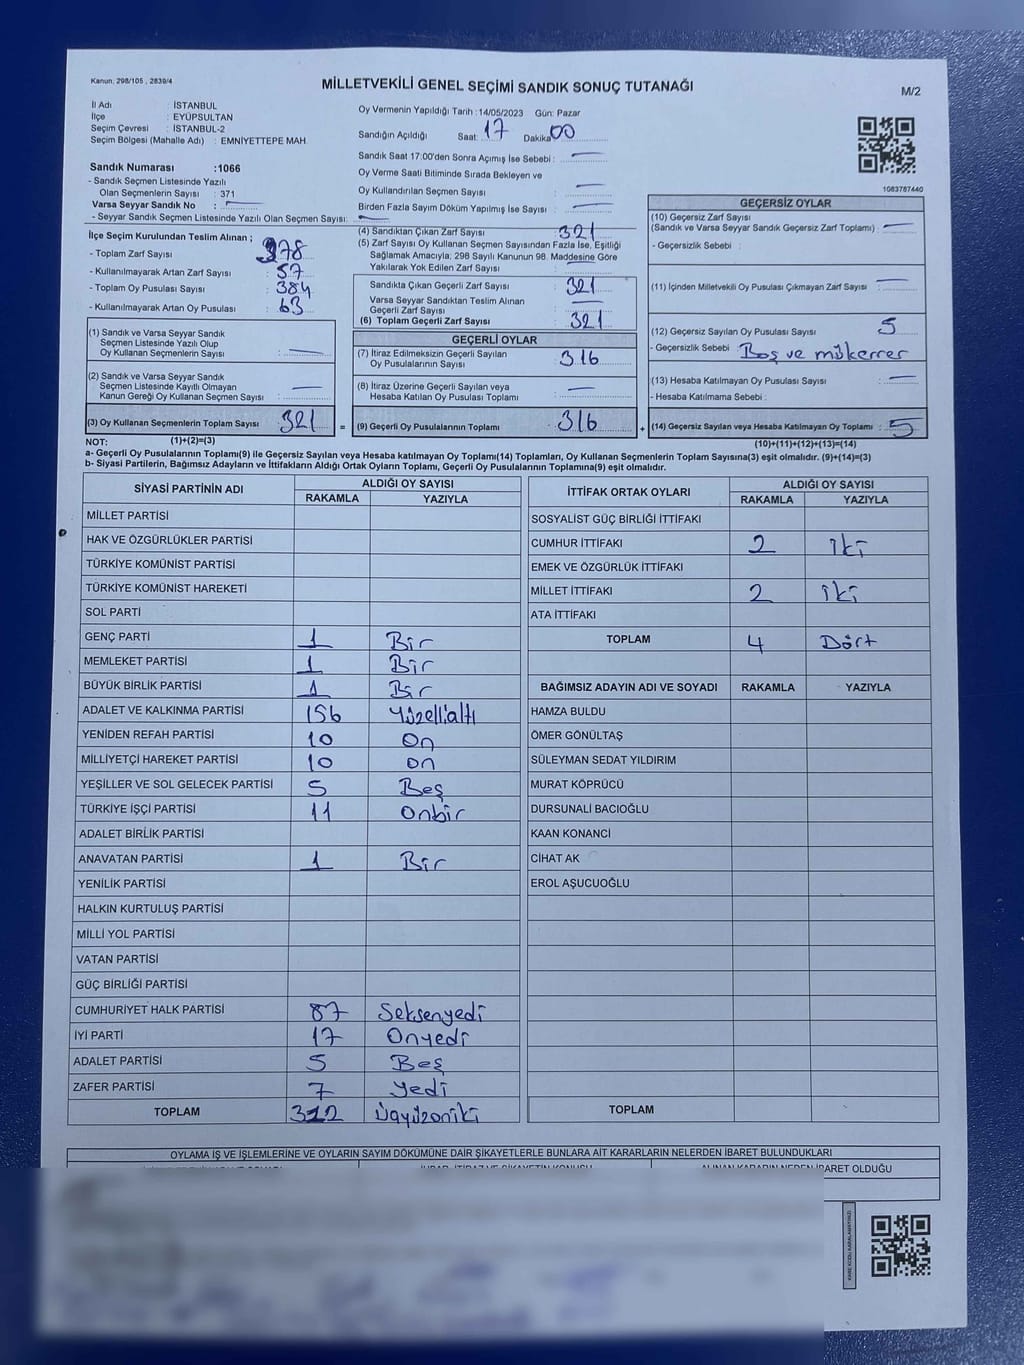 Kanun; 298/105 , 2839/4
MİLLETVEKİLİ GENEL SEÇİMİ SANDIK SONUÇ TUTANAĞI
M/2
İl Adı : İSTANBUL
İlçe : EYÜPSULTAN
Seçim Çevresi : İSTANBUL-2
Seçim Bölgesi (Mahalle Adı) : EMNİYETTEPE MAH.
Sandık Numarası :1066
- Sandık Seçmen Listesinde Yazılı
Olan Seçmenlerin Sayısı : 371
Varsa Seyyar Sandık No : —
- Seyyar Sandık Seçmen Listesinde Yazılı Olan Seçmen Sayısı: —
Oy Vermenin Yapıldığı Tarih :14/05/2023 Gün: Pazar
Sandığın Açıldığı Saat: 17 Dakika 00
Sandık Saat 17:00'den Sonra Açımış İse Sebebi : —
Oy Verme Saati Bitiminde Sırada Bekleyen ve
Oy Kullandırılan Seçmen Sayısı : —
Birden Fazla Sayım Döküm Yapılmış İse Sayısı : —
1063787440
İlçe Seçim Kurulundan Teslim Alınan ;
- Toplam Zarf Sayısı : 378
- Kullanılmayarak Artan Zarf Sayısı : 57
- Toplam Oy Pusulası Sayısı : 384
- Kullanılmayarak Artan Oy Pusulası : 63
(1) Sandık ve Varsa Seyyar Sandık
Seçmen Listesinde Yazılı Olup
Oy Kullanan Seçmenlerin Sayısı : —
(2) Sandık ve Varsa Seyyar Sandık
Seçmen Listesinde Kayıtlı Olmayan
Kanun Gereği Oy Kullanan Seçmen Sayısı : —
(3) Oy Kullanan Seçmenlerin Toplam Sayısı : 321
(4) Sandıktan Çıkan Zarf Sayısı : 321
(5) Zarf Sayısı Oy Kullanan Seçmen Sayısından Fazla İse, Eşitliği
Sağlamak Amacıyla; 298 Sayılı Kanunun 98. Maddesine Göre
Yakılarak Yok Edilen Zarf Sayısı : —
Sandıkta Çıkan Geçerli Zarf Sayısı : 321
Varsa Seyyar Sandıktan Teslim Alınan
Geçerli Zarf Sayısı : —
(6) Toplam Geçerli Zarf Sayısı : 321
GEÇERLİ OYLAR
(7) İtiraz Edilmeksizin Geçerli Sayılan
Oy Pusulalarının Sayısı : 316
(8) İtiraz Üzerine Geçerli Sayılan veya
Hesaba Katılan Oy Pusulası Toplamı : —
= (9) Geçerli Oy Pusulalarının Toplamı : 316
GEÇERSİZ OYLAR
(10) Geçersiz Zarf Sayısı
(Sandık ve Varsa Seyyar Sandık Geçersiz Zarf Toplamı) : —
- Geçersizlik Sebebi :
(11) İçinden Milletvekili Oy Pusulası Çıkmayan Zarf Sayısı : —
(12) Geçersiz Sayılan Oy Pusulası Sayısı : 5
- Geçersizlik Sebebi : Boş ve mükerrer
(13) Hesaba Katılmayan Oy Pusulası Sayısı : —
- Hesaba Katılmama Sebebi :
+ (14) Geçersiz Sayılan veya Hesaba Katılmayan Oy Toplamı : 5
NOT: (1)+(2)=(3)
(10)+(11)+(12)+(13)=(14)
a- Geçerli Oy Pusulalarının Toplamı(9) ile Geçersiz Sayılan veya Hesaba katılmayan Oy Toplamı(14) Toplamları, Oy Kullanan Seçmenlerin Toplam Sayısına(3) eşit olmalıdır. (9)+(14)=(3)
b- Siyasi Partilerin, Bağımsız Adayların ve İttifakların Aldığı Ortak Oyların Toplamı, Geçerli Oy Pusulalarının Toplamına(9) eşit olmalıdır.
SİYASİ PARTİNİN ADI ALDIĞI OY SAYISI
RAKAMLA YAZIYLA
MİLLET PARTİSİ
HAK VE ÖZGÜRLÜKLER PARTİSİ
TÜRKİYE KOMÜNİST PARTİSİ
TÜRKİYE KOMÜNİST HAREKETİ
SOL PARTİ
GENÇ PARTİ 1 Bir
MEMLEKET PARTİSİ 1 Bir
BÜYÜK BİRLİK PARTİSİ 1 Bir
ADALET VE KALKINMA PARTİSİ 156 Yüzellialtı
YENİDEN REFAH PARTİSİ 10 On
MİLLİYETÇİ HAREKET PARTİSİ 10 on
YEŞİLLER VE SOL GELECEK PARTİSİ 5 Beş
TÜRKİYE İŞÇİ PARTİSİ 11 Onbir
ADALET BİRLİK PARTİSİ
ANAVATAN PARTİSİ 1 Bir
YENİLİK PARTİSİ
HALKIN KURTULUŞ PARTİSİ
MİLLİ YOL PARTİSİ
VATAN PARTİSİ
GÜÇ BİRLİĞİ PARTİSİ
CUMHURİYET HALK PARTİSİ 87 Seksenyedi
İYİ PARTİ 17 Onyedi
ADALET PARTİSİ 5 Beş
ZAFER PARTİSİ 7 Yedi
TOPLAM 312 Üçyüzoniki
İTTİFAK ORTAK OYLARI ALDIĞI OY SAYISI
RAKAMLA YAZIYLA
SOSYALİST GÜÇ BİRLİĞİ İTTİFAKI
CUMHUR İTTİFAKI 2 İki
EMEK VE ÖZGÜRLÜK İTTİFAKI
MİLLET İTTİFAKI 2 iki
ATA İTTİFAKI
TOPLAM 4 Dört
BAĞIMSIZ ADAYIN ADI VE SOYADI RAKAMLA YAZIYLA
HAMZA BULDU
ÖMER GÖNÜLTAŞ
SÜLEYMAN SEDAT YILDIRIM
MURAT KÖPRÜCÜ
DURSUNALİ BACIOĞLU
KAAN KONANCİ
CİHAT AK
EROL AŞUCUOĞLU
TOPLAM
OYLAMA İŞ VE İŞLEMLERİNE VE OYLARIN SAYIM DÖKÜMÜNE DAİR ŞİKAYETLERLE BUNLARA AİT KARARLARIN NELERDEN İBARET BULUNDUKLARI
İHBAR, İTİRAZ VE ŞİKAYETİN KONUSU ALINAN KARARIN NEDEN İBARET OLDUĞU
KARE KODU KARALAMAYINIZ!